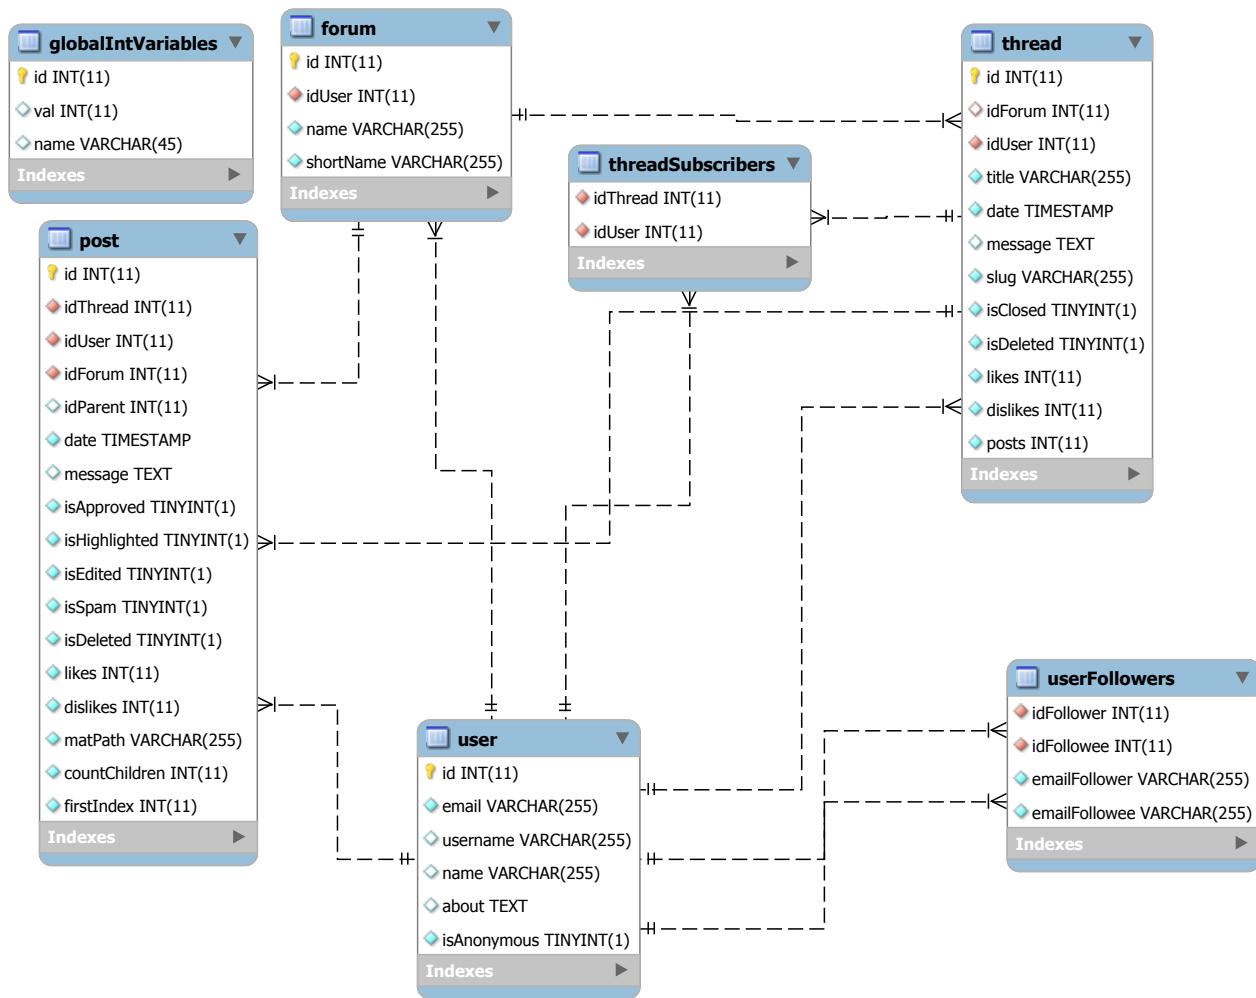 globalIntVariables
id INT(11)
val INT(11)
name VARCHAR(45)
Indexes
forum
id INT(11)
idUser INT(11)
name VARCHAR(255)
shortName VARCHAR(255)
Indexes
thread
id INT(11)
idForum INT(11)
idUser INT(11)
title VARCHAR(255)
date TIMESTAMP
message TEXT
slug VARCHAR(255)
isClosed TINYINT(1)
isDeleted TINYINT(1)
likes INT(11)
dislikes INT(11)
posts INT(11)
Indexes
threadSubscribers
idThread INT(11)
idUser INT(11)
Indexes
post
id INT(11)
idThread INT(11)
idUser INT(11)
idForum INT(11)
idParent INT(11)
date TIMESTAMP
message TEXT
isApproved TINYINT(1)
isHighlighted TINYINT(1)
isEdited TINYINT(1)
isSpam TINYINT(1)
isDeleted TINYINT(1)
likes INT(11)
dislikes INT(11)
matPath VARCHAR(255)
countChildren INT(11)
firstIndex INT(11)
Indexes
user
id INT(11)
email VARCHAR(255)
username VARCHAR(255)
name VARCHAR(255)
about TEXT
isAnonymous TINYINT(1)
Indexes
userFollowers
idFollower INT(11)
idFollowee INT(11)
emailFollower VARCHAR(255)
emailFollowee VARCHAR(255)
Indexes